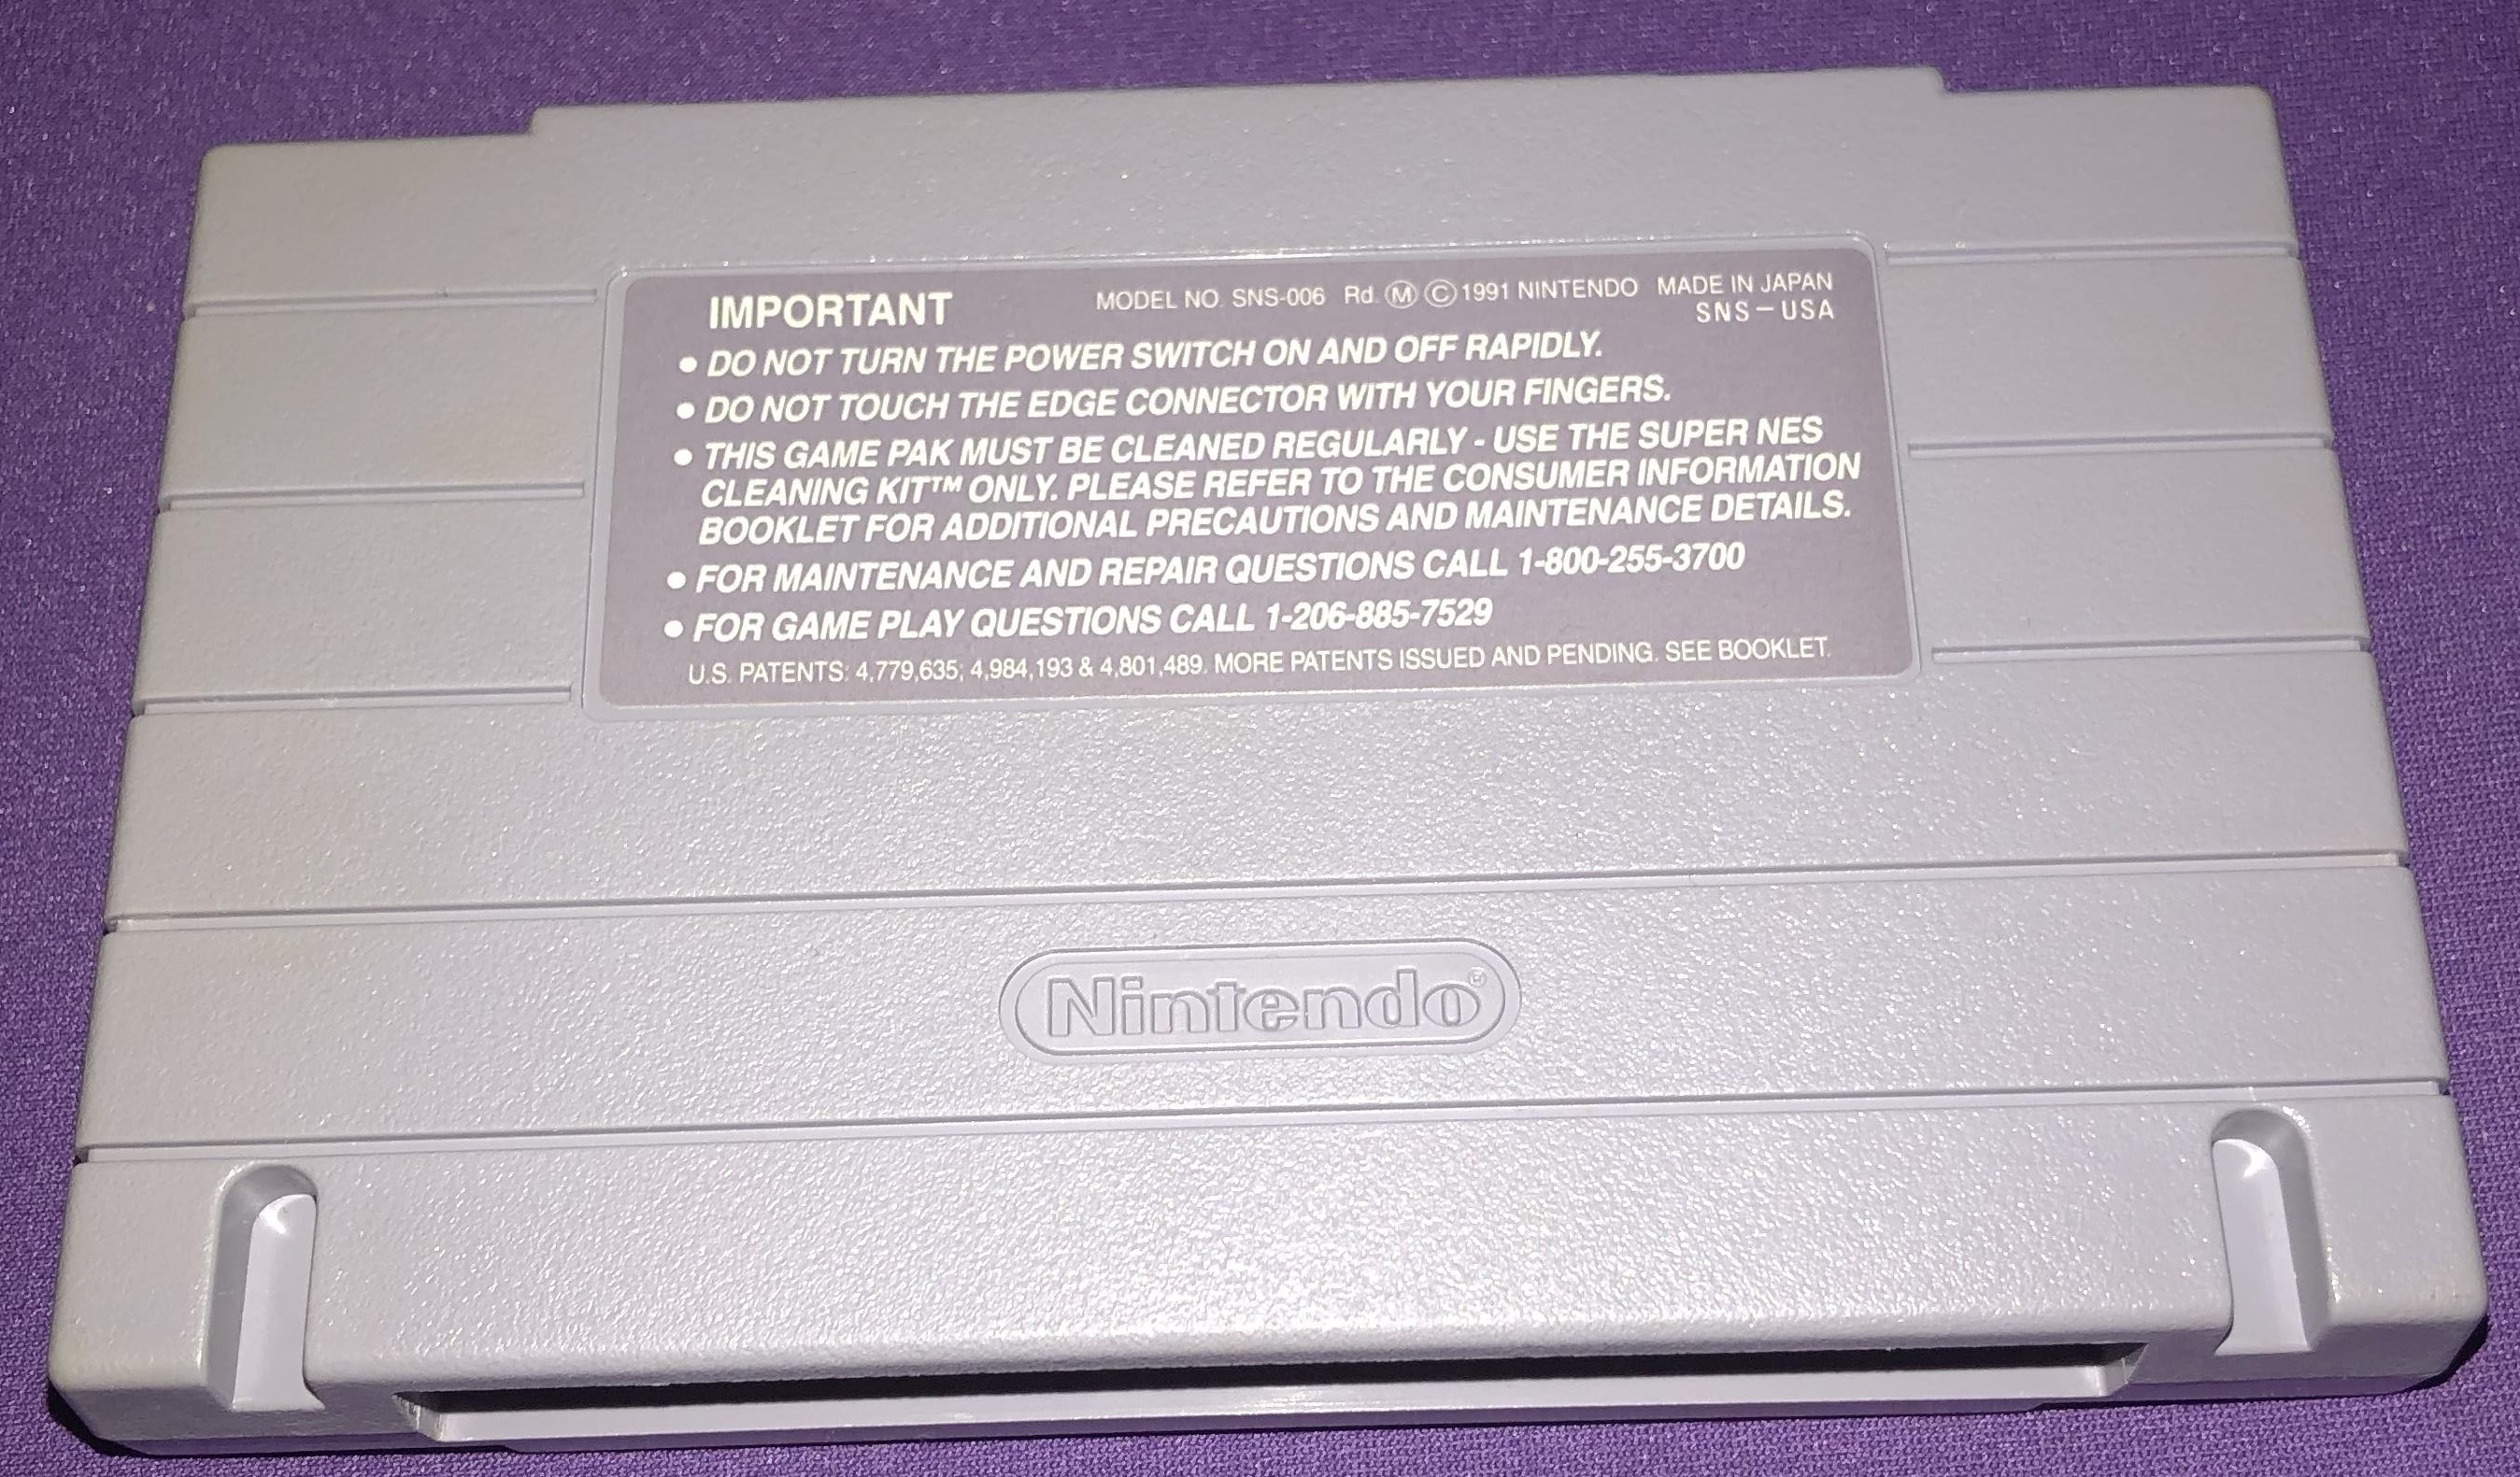 IMPORTANT MODEL NO. SNS-006 Rd. Ⓜ © 1991 NINTENDO MADE IN JAPAN
SNS-USA
● DO NOT TURN THE POWER SWITCH ON AND OFF RAPIDLY.
● DO NOT TOUCH THE EDGE CONNECTOR WITH YOUR FINGERS.
● THIS GAME PAK MUST BE CLEANED REGULARLY - USE THE SUPER NES
CLEANING KIT™ ONLY. PLEASE REFER TO THE CONSUMER INFORMATION
BOOKLET FOR ADDITIONAL PRECAUTIONS AND MAINTENANCE DETAILS.
● FOR MAINTENANCE AND REPAIR QUESTIONS CALL 1-800-255-3700
● FOR GAME PLAY QUESTIONS CALL 1-206-885-7529
U.S. PATENTS: 4,779,635; 4,984,193 & 4,801,489. MORE PATENTS ISSUED AND PENDING. SEE BOOKLET.
Nintendo®